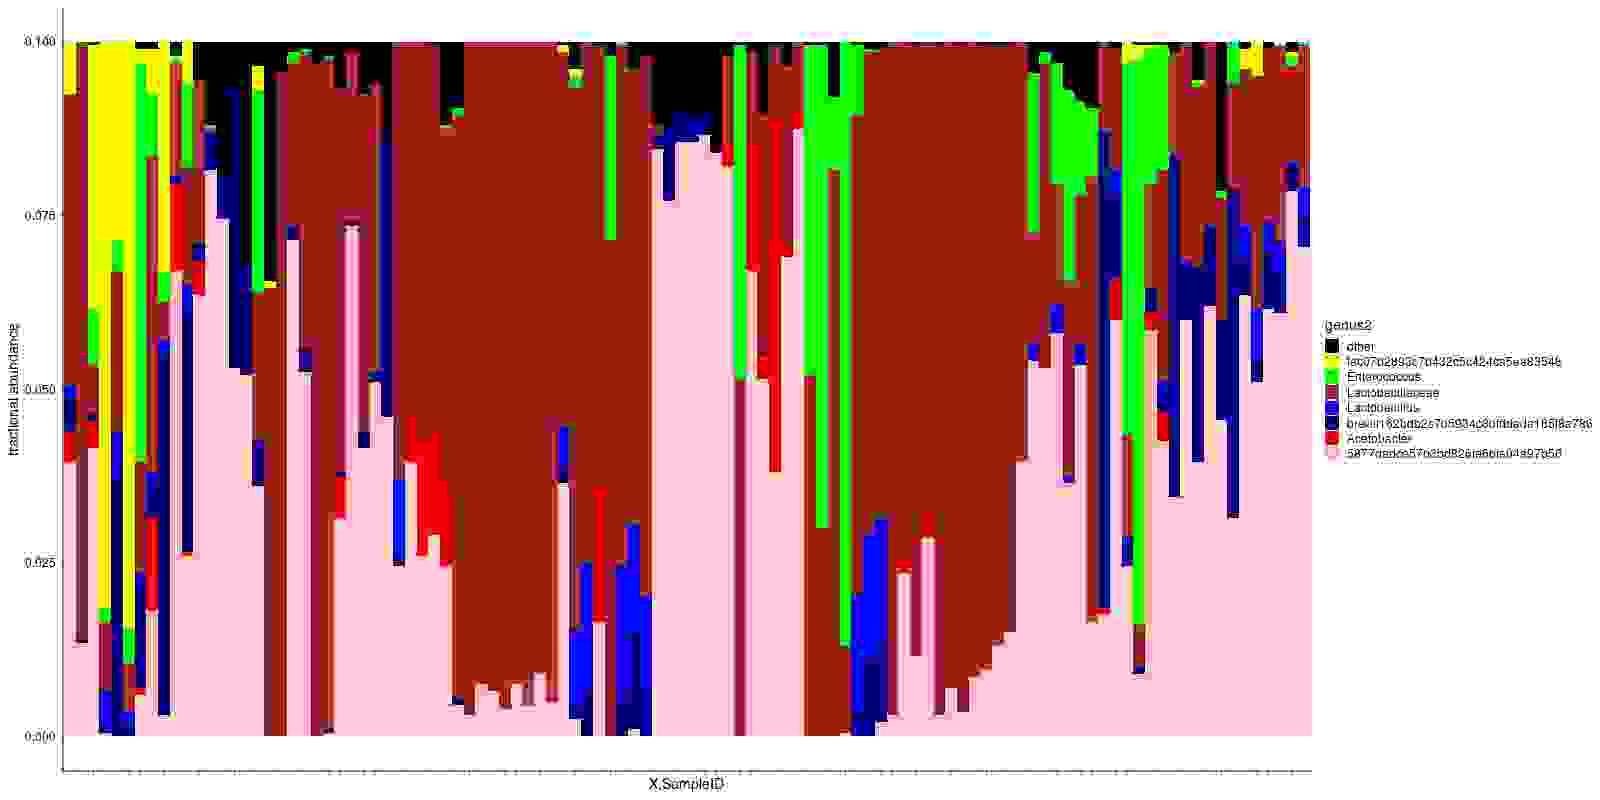 0.100
0.075
0.050
0.025
0.000
fractional abundance
X.SampleID
genus2
other
Enterococcus
Lactobacillaceae
Lactobacillus
Acetobacter